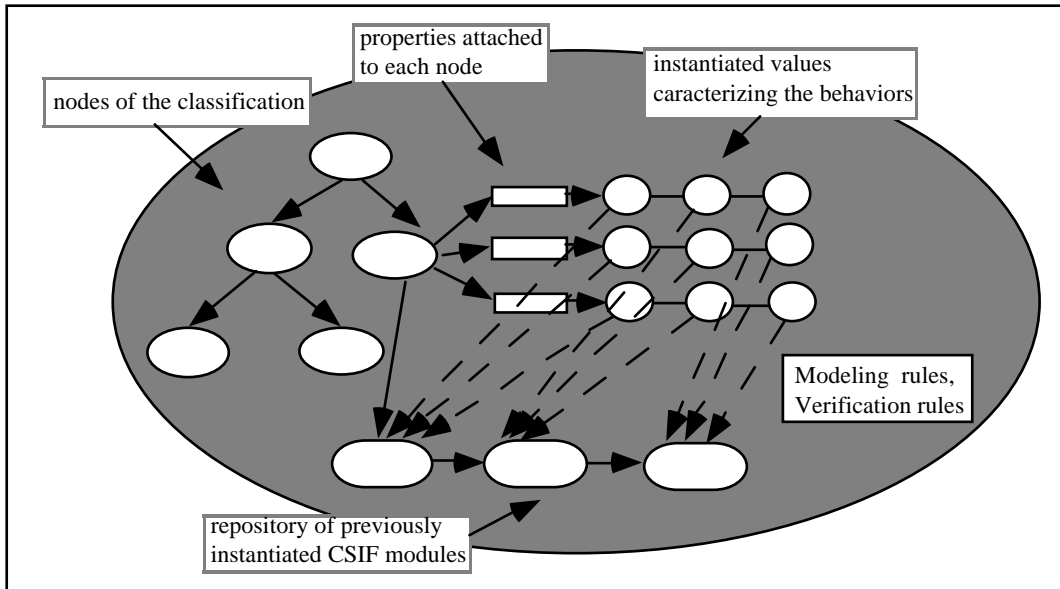 properties attached
to each node
instantiated values
caracterizing the behaviors
nodes of the classification
Modeling rules,
Verification rules
repository of previously
instantiated CSIF modules